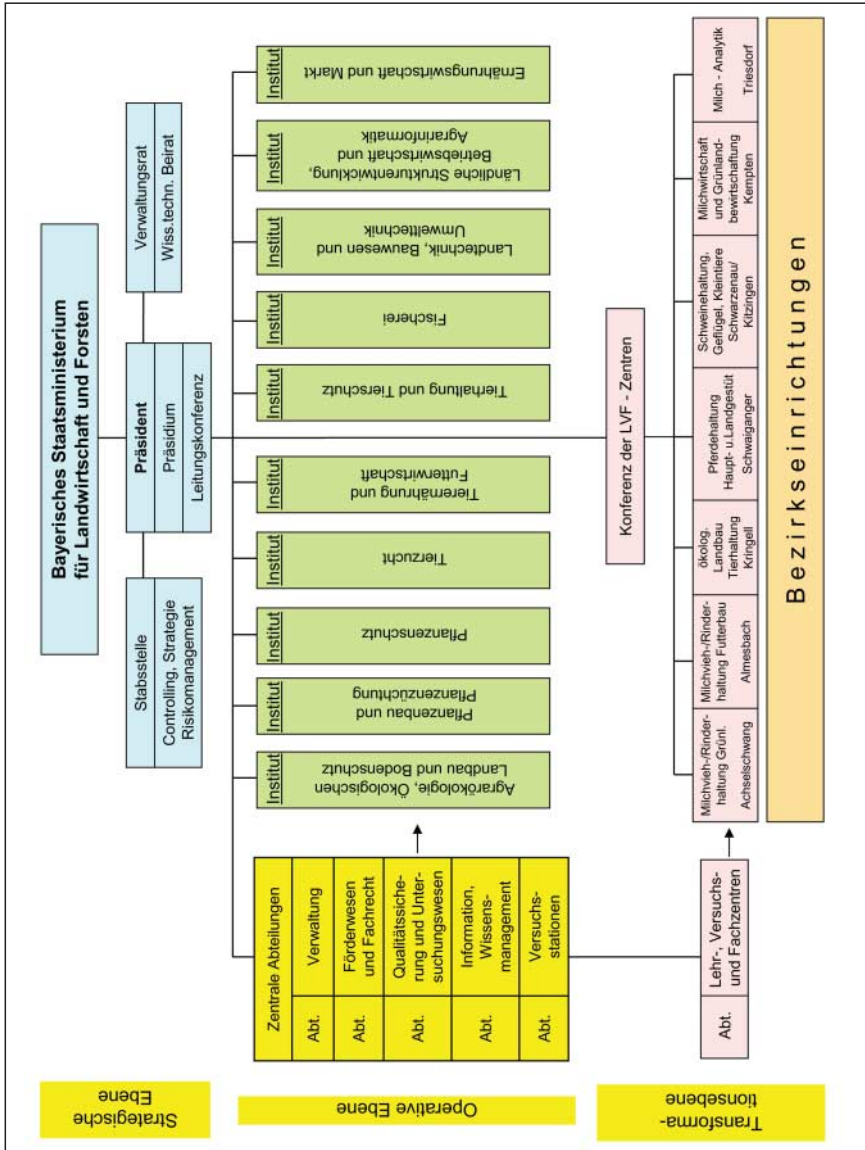 Strategische
Ebene
Bayerisches Staatsministerium
für Landwirtschaft und Forsten
Stabsstelle
Controlling, Strategie
Risikomanagement
Präsident
Präsidium
Leitungskonferenz
Verwaltungsrat
Wiss.techn. Beirat
Operative Ebene
Zentrale Abteilungen
Abt.
Verwaltung
Abt.
Förderwesen
und Fachrecht
Abt.
Qualitätssiche-
rung und Unter-
suchungswesen
Abt.
Information,
Wissens-
management
Abt.
Versuchs-
stationen
Institut
Agrarökologie, Ökologischen
Landbau und Bodenschutz
Institut
Pflanzenbau und
Pflanzenzüchtung
Institut
Pflanzenschutz
Institut
Tierzucht
Institut
Tierernährung und
Futterwirtschaft
Institut
Tierhaltung und Tierschutz
Institut
Fischerei
Institut
Landtechnik, Bauwesen und
Umwelttechnik
Institut
Ländliche Strukturentwicklung,
Betriebswirtschaft und
Agrarinformatik
Institut
Ernährungswirtschaft und Markt
Transforma-
tionsebene
Abt.
Lehr-, Versuchs-
und Fachzentren
Konferenz der LVF - Zentren
Milchvieh-/Rinder-
haltung Grünl.
Achselschwang
Milchvieh-/Rinder-
haltung Futterbau
Almesbach
ökolog.
Landbau
Tierhaltung
Kringell
Pferdehaltung
Haupt- u.Landgestüt
Schwaiganger
Schweinehaltung,
Geflügel, Kleintiere
Schwarzenau/
Kitzingen
Milchwirtschaft
und Grünland-
bewirtschaftung
Kempten
Milch - Analytik
Triesdorf
Bezirkseinrichtungen